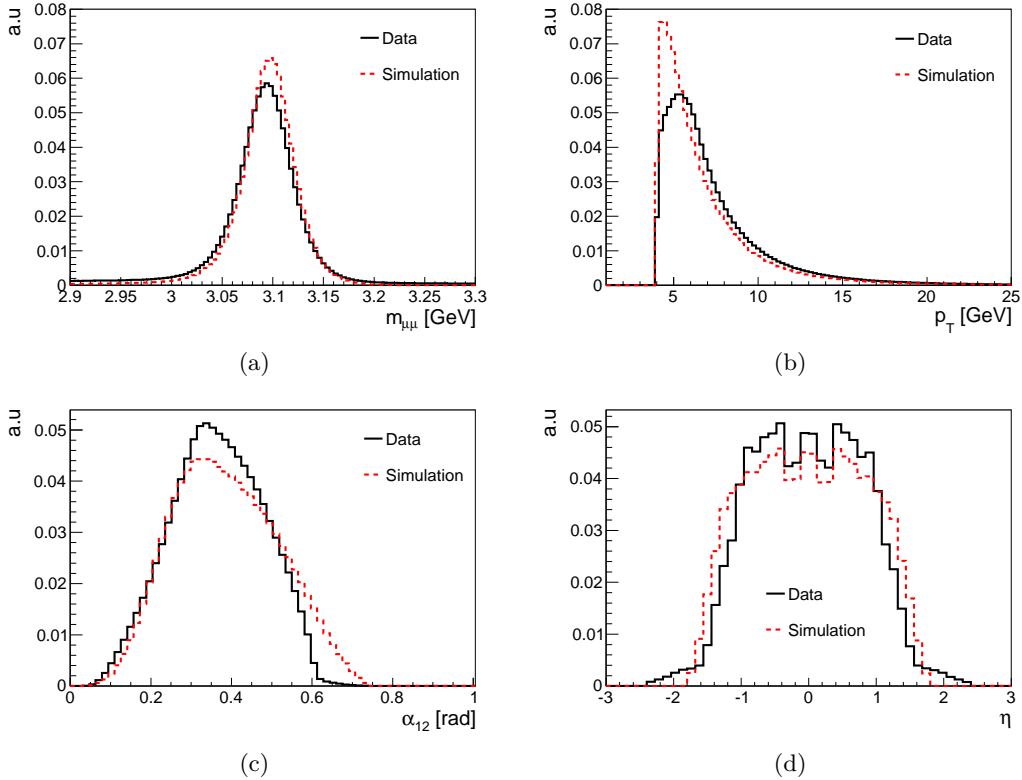 a.u
0.08
0.07
0.06
0.05
0.04
0.03
0.02
0.01
0
Data
Simulation
2.9 2.95 3 3.05 3.1 3.15 3.2 3.25 3.3
m_μμ [GeV]
(a)
a.u
0.08
0.07
0.06
0.05
0.04
0.03
0.02
0.01
0
Data
Simulation
5 10 15 20 25
p_T [GeV]
(b)
a.u
0.05
0.04
0.03
0.02
0.01
0
Data
Simulation
0 0.2 0.4 0.6 0.8 1
α_12 [rad]
(c)
a.u
0.05
0.04
0.03
0.02
0.01
0
Data
Simulation
-3 -2 -1 0 1 2 3
η
(d)